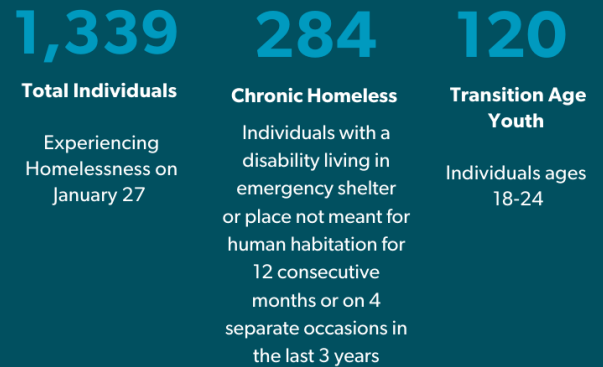 1,339
Total Individuals
Experiencing
Homelessness on
January 27
284
Chronic Homeless
Individuals with a
disability living in
emergency shelter
or place not meant for
human habitation for
12 consecutive
months or on 4
separate occasions in
the last 3 years
120
Transition Age
Youth
Individuals ages
18-24